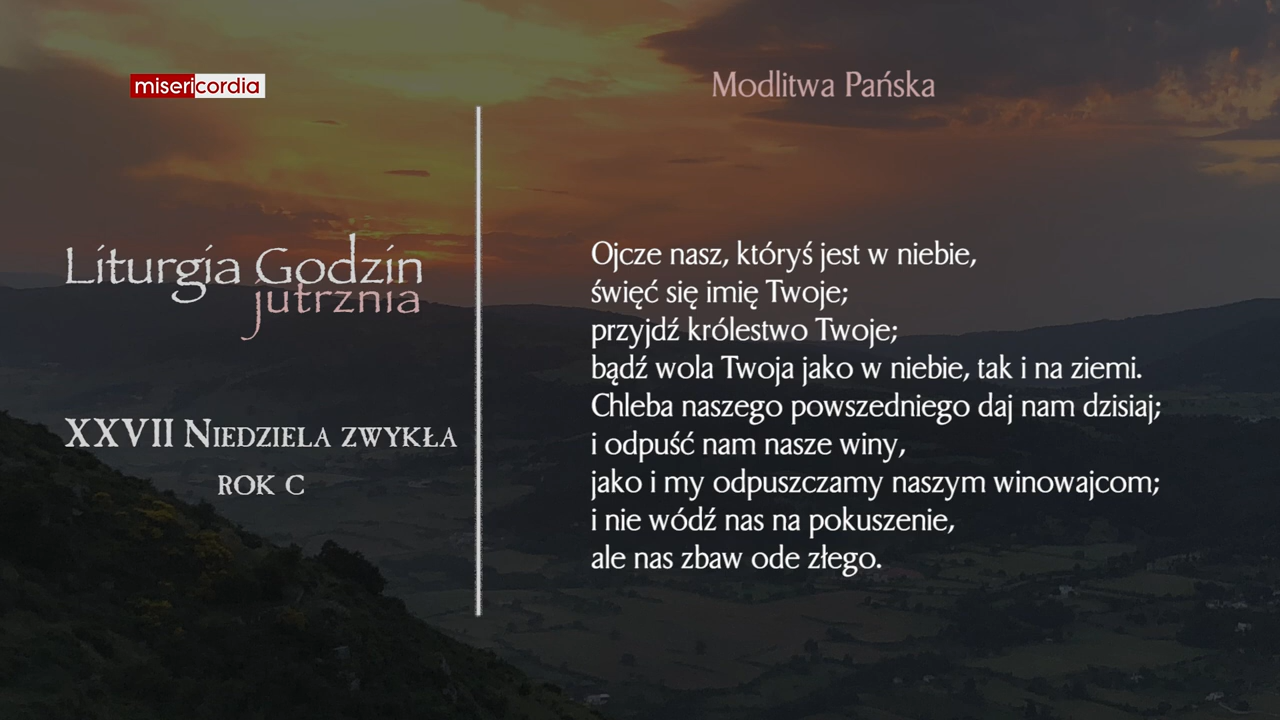 misericordia
Liturgia Godzin
jutrznia
XXVII Niedziela zwykła
rok C
Modlitwa Pańska
Ojcze nasz, któryś jest w niebie,
święć się imię Twoje;
przyjdź królestwo Twoje;
bądź wola Twoja jako w niebie, tak i na ziemi.
Chleba naszego powszedniego daj nam dzisiaj;
i odpuść nam nasze winy,
jako i my odpuszczamy naszym winowajcom;
i nie wódź nas na pokuszenie,
ale nas zbaw ode złego.